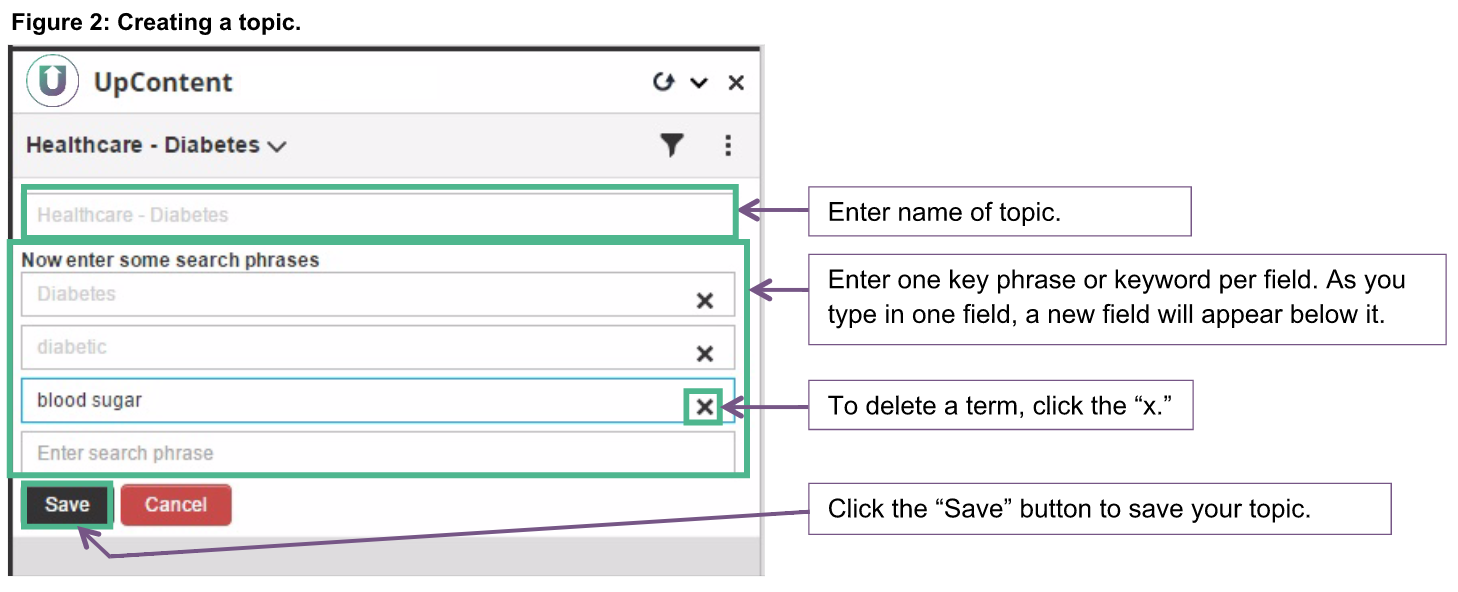 Figure 2: Creating a topic.
UpContent
Healthcare - Diabetes
Healthcare - Diabetes
Enter name of topic.
Now enter some search phrases
Diabetes
Enter one key phrase or keyword per field. As you
type in one field, a new field will appear below it.
diabetic
blood sugar
To delete a term, click the “x.”
Enter search phrase
Save Cancel
Click the “Save” button to save your topic.